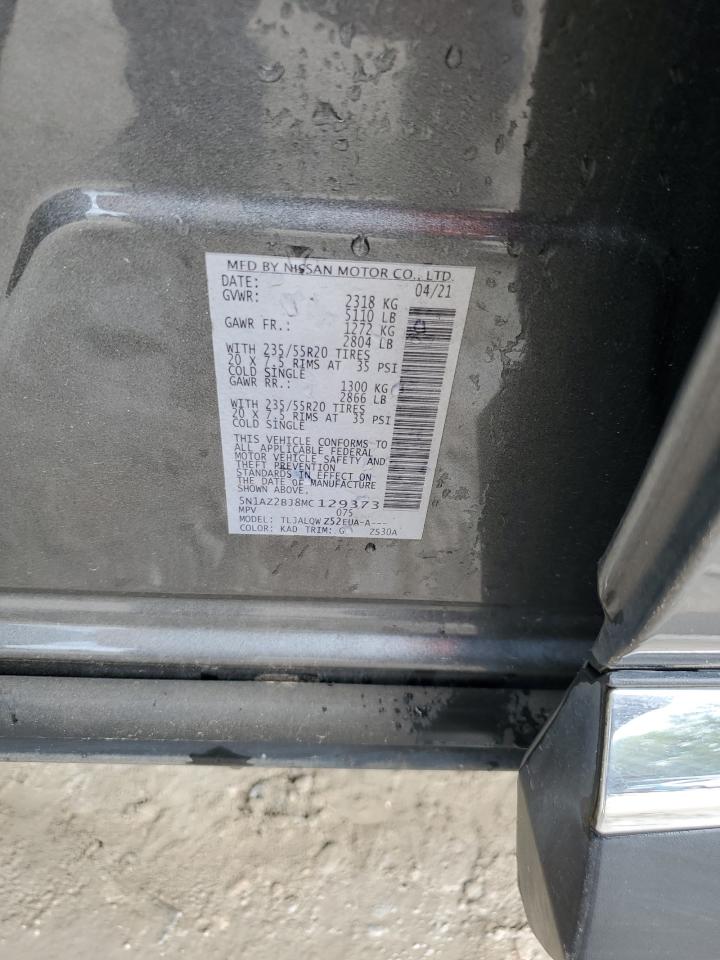 MFD BY NISSAN MOTOR CO., LTD.
DATE: 04/21
GVWR: 2318 KG
5110 LB
GAWR FR.: 1272 KG
2804 LB
WITH 235/55R20 TIRES
20 X 7.5 RIMS AT 35 PSI
COLD SINGLE
GAWR RR.: 1300 KG
2866 LB
WITH 235/55R20 TIRES
20 X 7.5 RIMS AT 35 PSI
COLD SINGLE
THIS VEHICLE CONFORMS TO
ALL APPLICABLE FEDERAL
MOTOR VEHICLE SAFETY AND
THEFT PREVENTION
STANDARDS IN EFFECT ON
THE DATE OF MANUFACTURE
SHOWN ABOVE.
5N1AZ2BJ8MC129373
MPV 075
MODEL: TLJALQWZ52EUA-A---
COLOR: KAD TRIM: G ZS30A